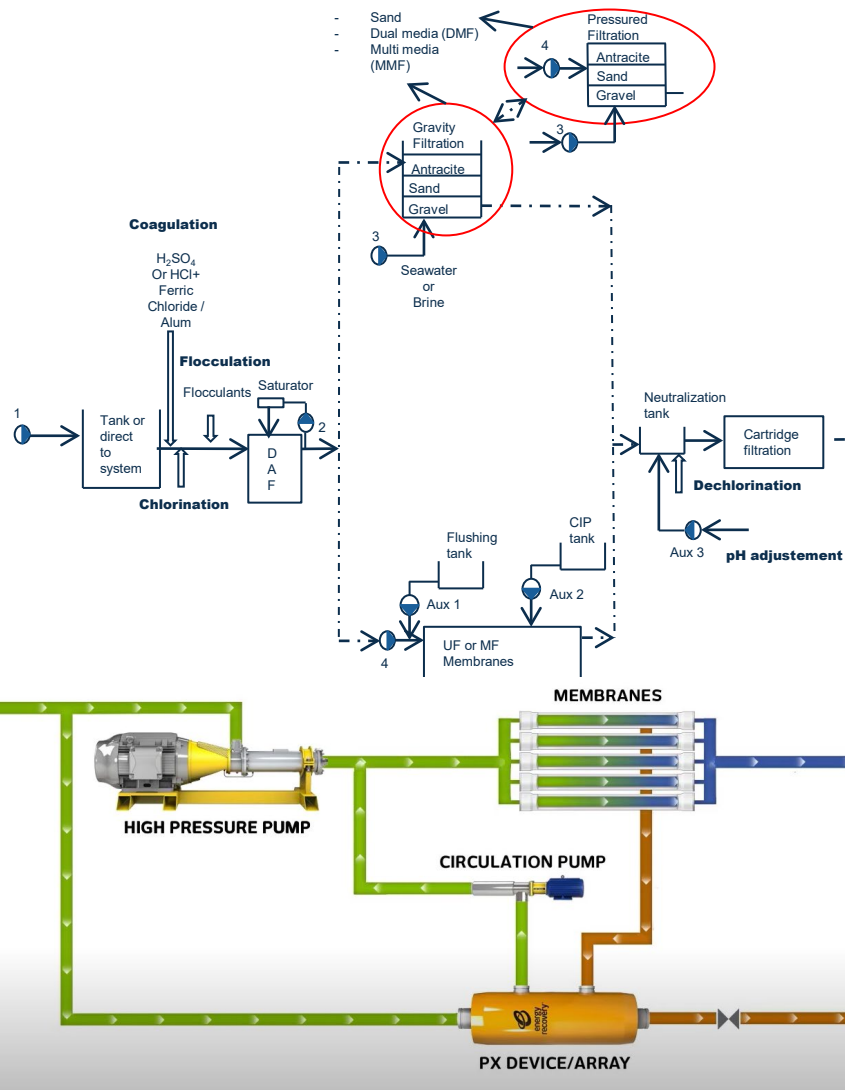 - Sand
- Dual media (DMF)
- Multi media
(MMF)
Pressured
Filtration
4
Antracite
Sand
Gravel
3
Gravity
Filtration
Antracite
Sand
Gravel
3
Seawater
or
Brine
Coagulation
H₂SO₄
Or HCl+
Ferric
Chloride /
Alum
Flocculation
Flocculants
Saturator
1
Tank or
direct
to
system
2
D
A
F
Chlorination
Neutralization
tank
Cartridge
filtration
Dechlorination
Aux 3
pH adjustement
Flushing
tank
CIP
tank
Aux 1
Aux 2
4
UF or MF
Membranes
MEMBRANES
HIGH PRESSURE PUMP
CIRCULATION PUMP
energy
recovery
PX DEVICE/ARRAY